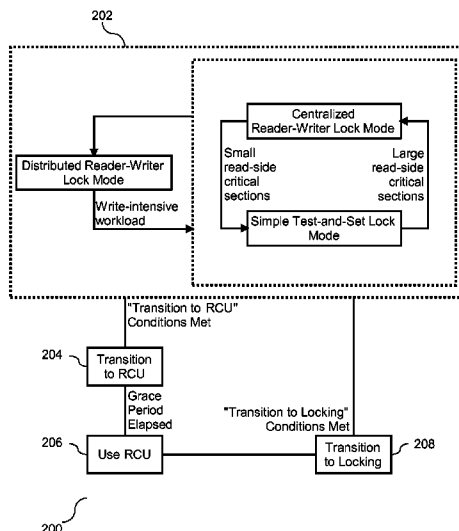 202
Centralized
Reader-Writer Lock Mode
Distributed Reader-Writer
Lock Mode
Small
read-side
critical
sections
Large
read-side
critical
sections
Write-intensive
workload
Simple Test-and-Set Lock
Mode
"Transition to RCU"
Conditions Met
204
Transition
to RCU
Grace
Period
Elapsed
"Transition to Locking"
Conditions Met
206
Use RCU
Transition
to Locking
208
200